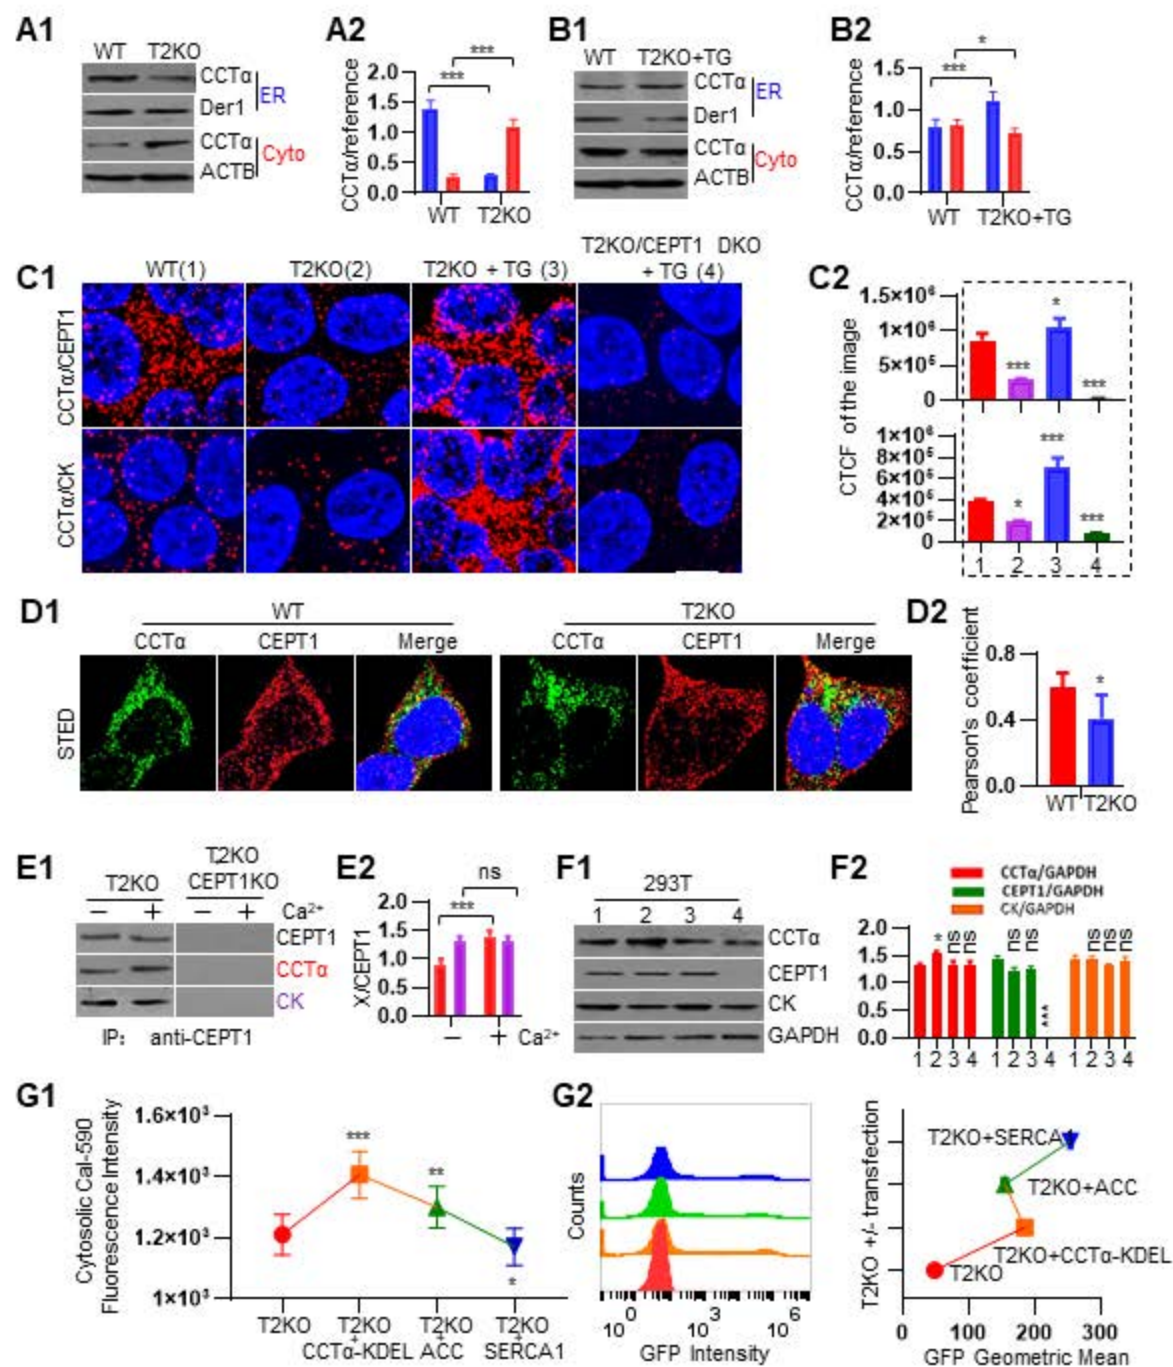 A1
WT T2KO
CCTα
Der1
ER
CCTα
ACTB
Cyto
A2
***
***
CCTα/reference
2.0
1.5
1.0
0.5
0.0
WT T2KO
B1
WT T2KO+TG
CCTα
Der1
ER
CCTα
ACTB
Cyto
B2
*
***
CCTα/reference
1.5
1.0
0.5
0.0
WT T2KO+TG
C1
WT(1) T2KO(2) T2KO + TG (3) T2KO/CEPT1 DKO
+ TG (4)
CCTα/CEPT1
CCTα/CK
C2
CTCF of the image
1.5×10⁶
1×10⁶
5×10⁵
0
*** * ***
1 2 3 4
1×10⁶
8×10⁵
6×10⁵
4×10⁵
2×10⁵
0
* *** ***
1 2 3 4
D1
WT T2KO
CCTα CEPT1 Merge CCTα CEPT1 Merge
STED
D2
Pearson's coefficient
0.8
0.4
0.0
*
WT T2KO
E1
T2KO
T2KO
CEPT1KO
— + — + Ca²⁺
CEPT1
CCTα
CK
IP: anti-CEPT1
E2
ns
***
X/CEPT1
2.0
1.5
1.0
0.5
0.0
— + Ca²⁺
F1
293T
1 2 3 4
CCTα
CEPT1
CK
GAPDH
F2
CCTα/GAPDH
CEPT1/GAPDH
CK/GAPDH
2.0
1.5
1.0
0.5
0.0
* ns ns ns ns *** ns ns ns
1 2 3 4 1 2 3 4 1 2 3 4
G1
Cytosolic Cal-590
Fluorescence Intensity
1.6×10³
1.4×10³
1.2×10³
1×10³
***
**
*
T2KO T2KO T2KO T2KO
+ + +
CCTα-KDEL ACC SERCA1
G2
Counts
10⁰ 10³ 10⁶
GFP Intensity
T2KO +/- transfection
T2KO+SERCA1
T2KO+ACC
T2KO+CCTα-KDEL
T2KO
0 100 200 300
GFP Geometric Mean